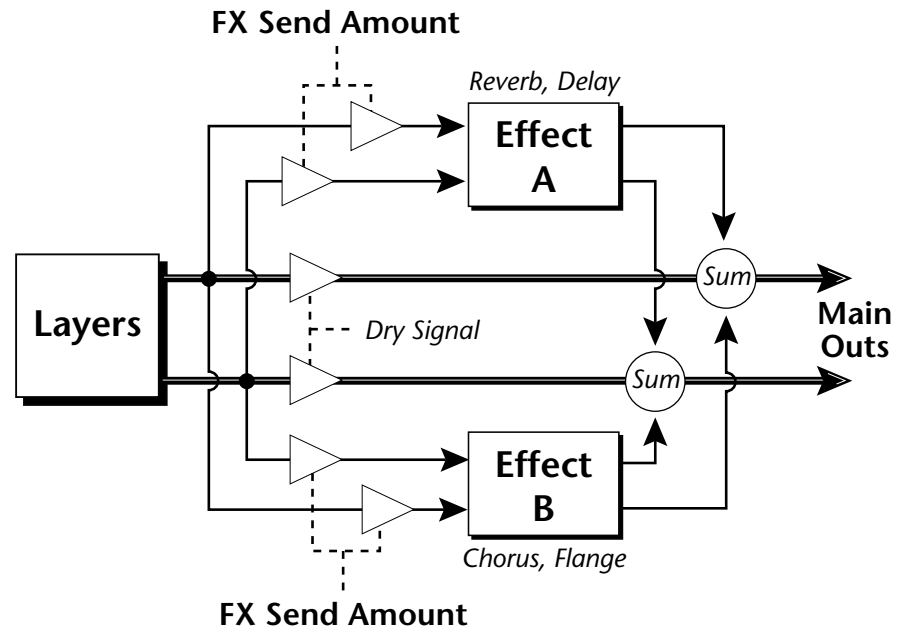 FX Send Amount
Reverb, Delay
Effect
A
Sum
Layers
Dry Signal
Main
Outs
Sum
Effect
B
Chorus, Flange
FX Send Amount